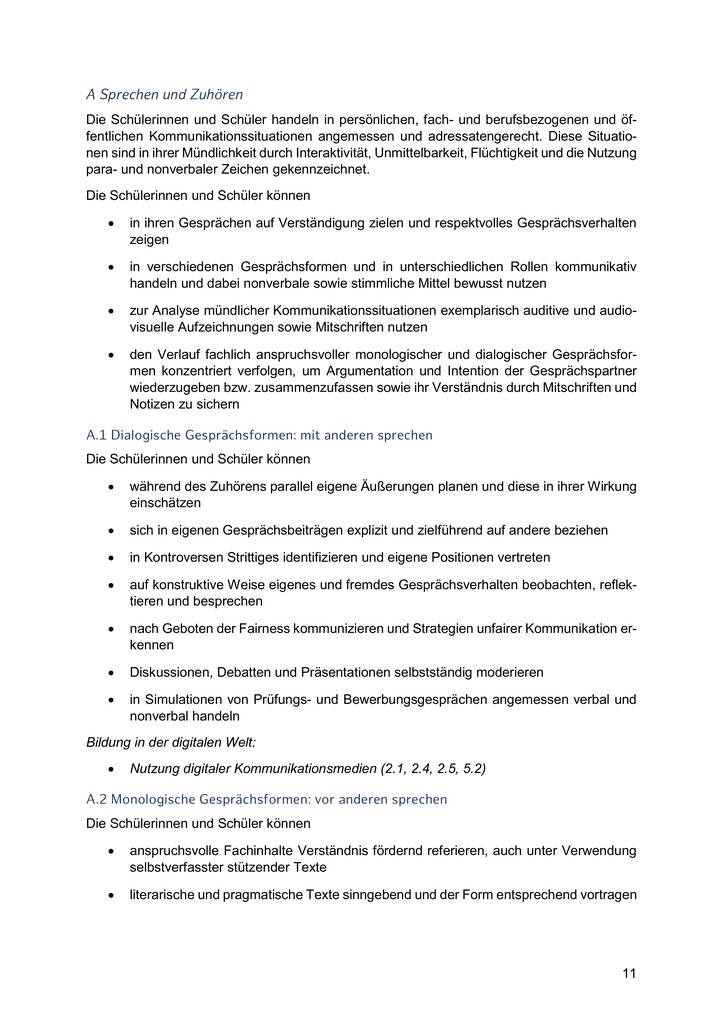 A Sprechen und Zuhören
Die Schülerinnen und Schüler handeln in persönlichen, fach- und berufsbezogenen und öf-
fentlichen Kommunikationssituationen angemessen und adressatengerecht. Diese Situatio-
nen sind in ihrer Mündlichkeit durch Interaktivität, Unmittelbarkeit, Flüchtigkeit und die Nutzung
para- und nonverbaler Zeichen gekennzeichnet.
Die Schülerinnen und Schüler können
• in ihren Gesprächen auf Verständigung zielen und respektvolles Gesprächsverhalten
zeigen
• in verschiedenen Gesprächsformen und in unterschiedlichen Rollen kommunikativ
handeln und dabei nonverbale sowie stimmliche Mittel bewusst nutzen
• zur Analyse mündlicher Kommunikationssituationen exemplarisch auditive und audio-
visuelle Aufzeichnungen sowie Mitschriften nutzen
• den Verlauf fachlich anspruchsvoller monologischer und dialogischer Gesprächsfor-
men konzentriert verfolgen, um Argumentation und Intention der Gesprächspartner
wiederzugeben bzw. zusammenzufassen sowie ihr Verständnis durch Mitschriften und
Notizen zu sichern
A.1 Dialogische Gesprächsformen: mit anderen sprechen
Die Schülerinnen und Schüler können
• während des Zuhörens parallel eigene Äußerungen planen und diese in ihrer Wirkung
einschätzen
• sich in eigenen Gesprächsbeiträgen explizit und zielführend auf andere beziehen
• in Kontroversen Strittiges identifizieren und eigene Positionen vertreten
• auf konstruktive Weise eigenes und fremdes Gesprächsverhalten beobachten, reflek-
tieren und besprechen
• nach Geboten der Fairness kommunizieren und Strategien unfairer Kommunikation er-
kennen
• Diskussionen, Debatten und Präsentationen selbstständig moderieren
• in Simulationen von Prüfungs- und Bewerbungsgesprächen angemessen verbal und
nonverbal handeln
Bildung in der digitalen Welt:
• Nutzung digitaler Kommunikationsmedien (2.1, 2.4, 2.5, 5.2)
A.2 Monologische Gesprächsformen: vor anderen sprechen
Die Schülerinnen und Schüler können
• anspruchsvolle Fachinhalte Verständnis fördernd referieren, auch unter Verwendung
selbstverfasster stützender Texte
• literarische und pragmatische Texte sinngebend und der Form entsprechend vortragen
11